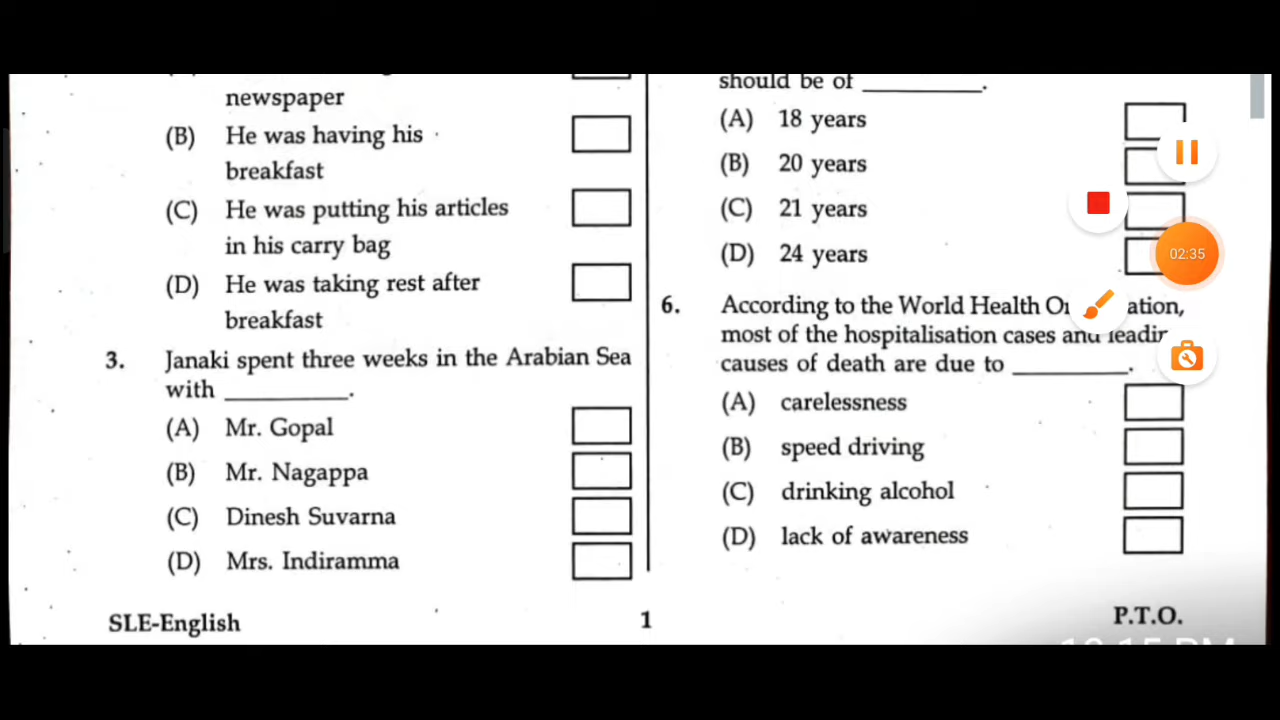 newspaper
(B) He was having his
breakfast
(C) He was putting his articles
in his carry bag
(D) He was taking rest after
breakfast
3. Janaki spent three weeks in the Arabian Sea
with __________.
(A) Mr. Gopal
(B) Mr. Nagappa
(C) Dinesh Suvarna
(D) Mrs. Indiramma
should be of __________.
(A) 18 years
(B) 20 years
(C) 21 years
(D) 24 years
6. According to the World Health
most of the hospitalisation cases and
causes of death are due to __________.
(A) carelessness
(B) speed driving
(C) drinking alcohol
(D) lack of awareness
SLE-English
1
P.T.O.
02:35